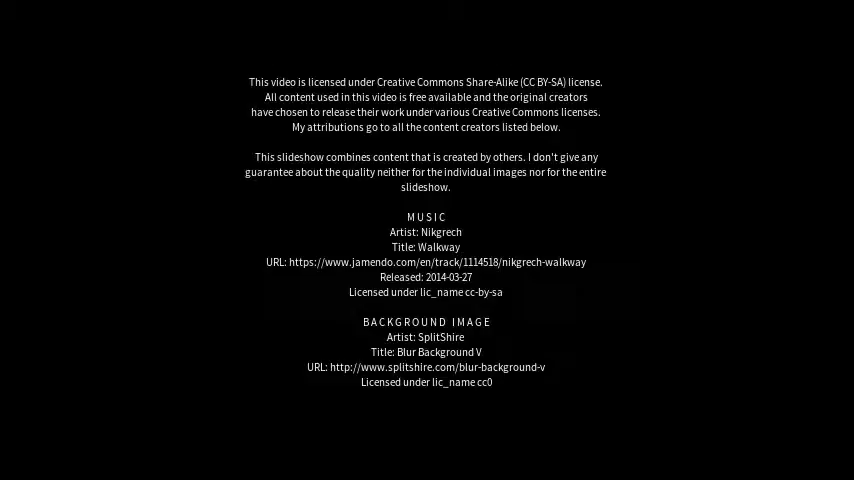 This video is licensed under Creative Commons Share-Alike (CC BY-SA) license.
All content used in this video is free available and the original creators
have chosen to release their work under various Creative Commons licenses.
My attributions go to all the content creators listed below.
This slideshow combines content that is created by others. I don't give any
guarantee about the quality neither for the individual images nor for the entire
slideshow.
M U S I C
Artist: Nikgrech
Title: Walkway
URL: https://www.jamendo.com/en/track/1114518/nikgrech-walkway
Released: 2014-03-27
Licensed under lic_name cc-by-sa
B A C K G R O U N D   I M A G E
Artist: SplitShire
Title: Blur Background V
URL: http://www.splitshire.com/blur-background-v
Licensed under lic_name cc0